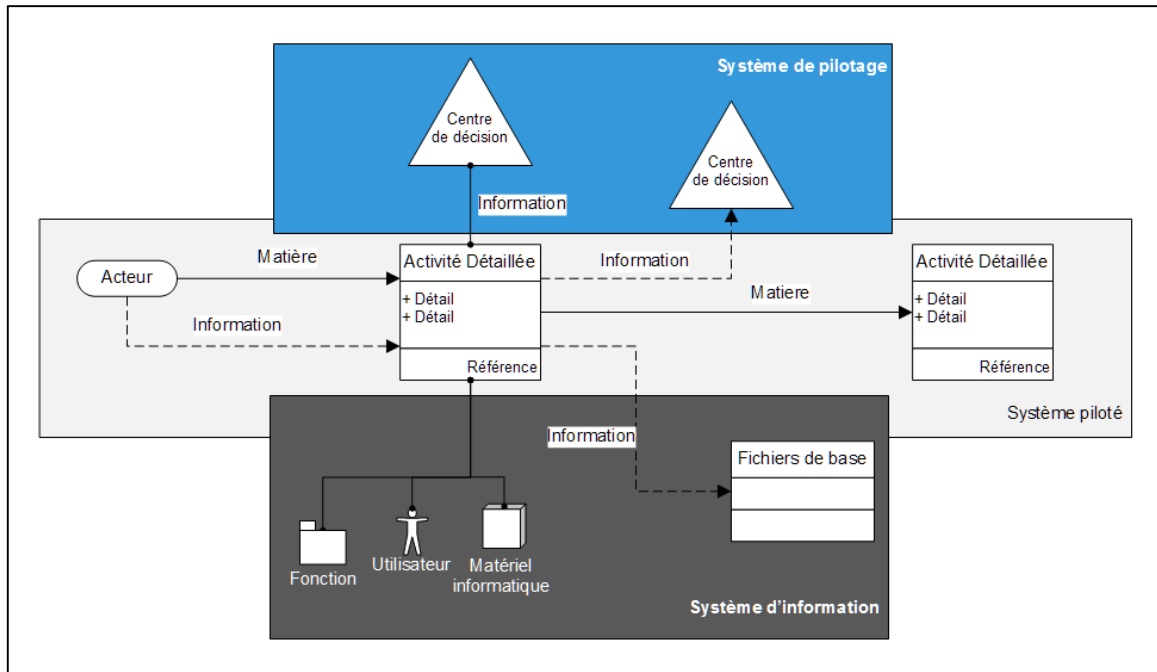 Système de pilotage
Centre
de décision
Centre
de décision
Information
Acteur
Matière
Information
Activité Détaillée
+ Détail
+ Détail
Référence
Information
Matiere
Activité Détaillée
+ Détail
+ Détail
Référence
Système piloté
Information
Fichiers de base
Fonction
Utilisateur
Matériel
informatique
Système d'information